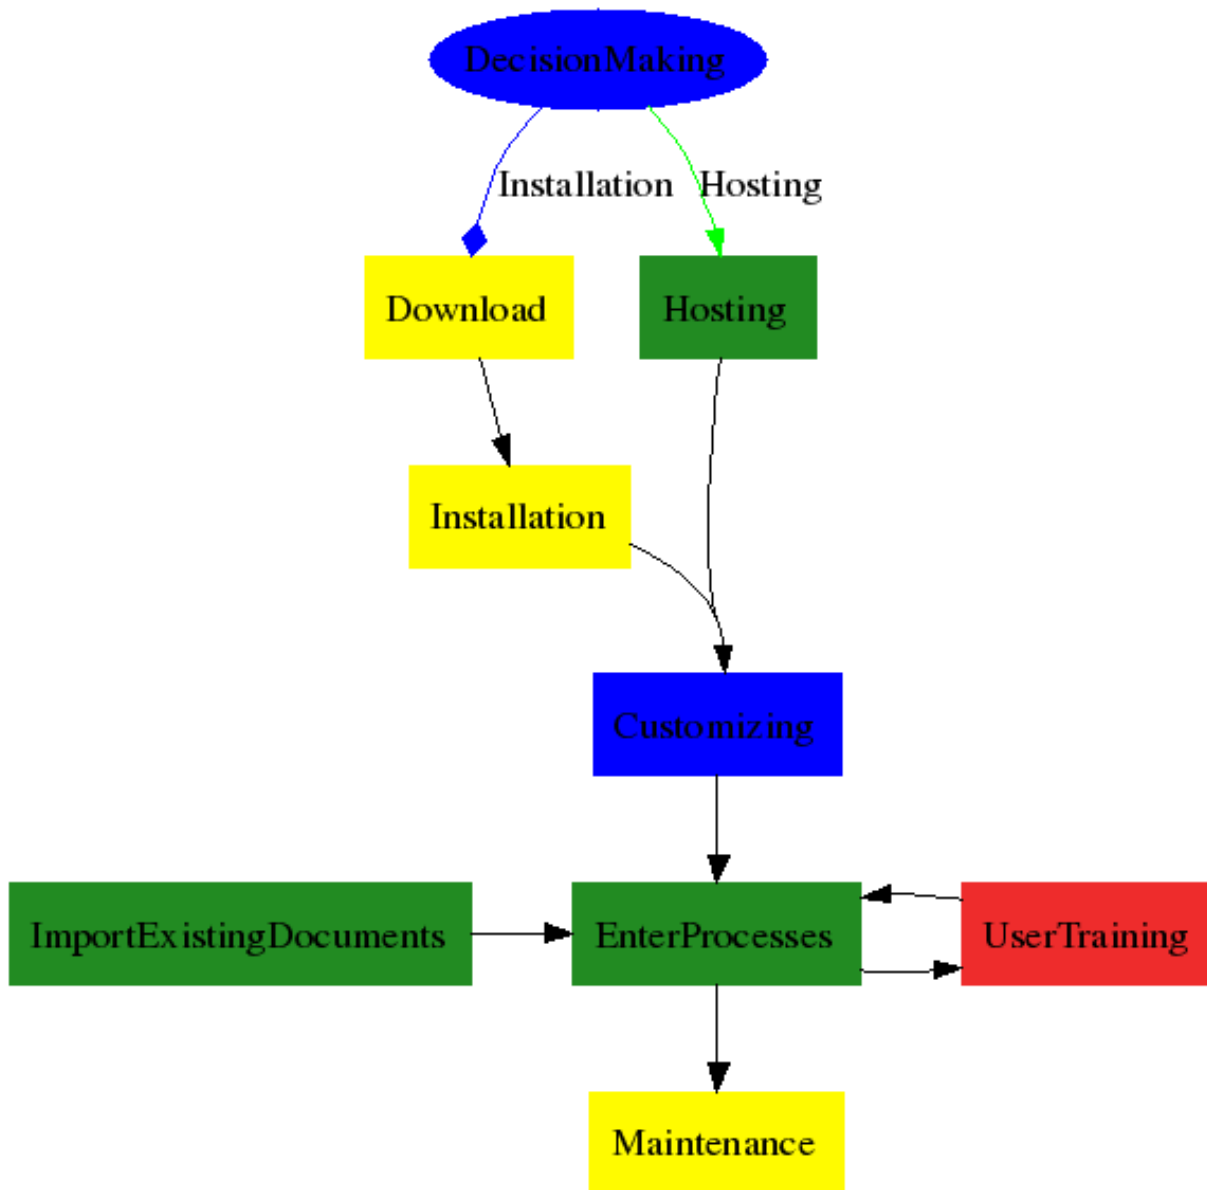 DecisionMaking
Installation
Hosting
Download
Hosting
Installation
Customizing
ImportExistingDocuments
EnterProcesses
UserTraining
Maintenance